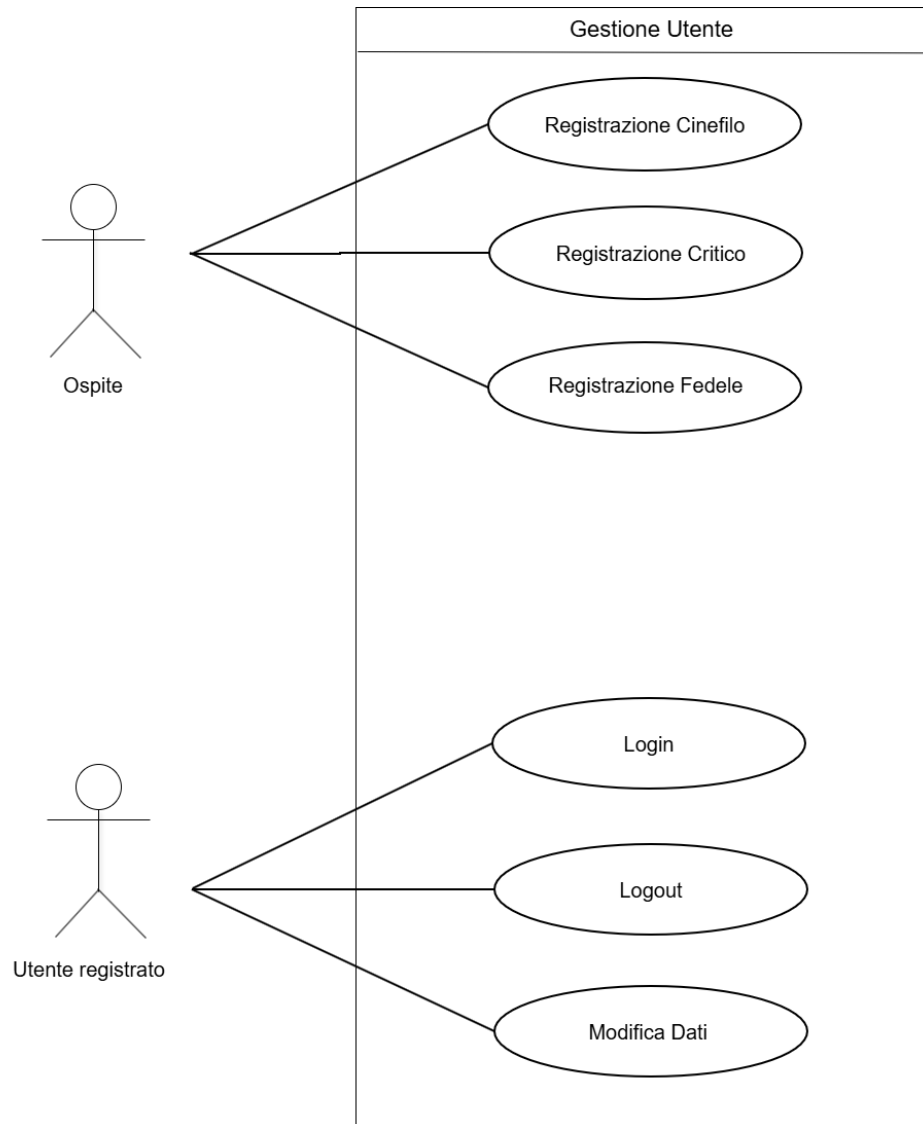 Gestione Utente
Registrazione Cinefilo
Registrazione Critico
Registrazione Fedele
Ospite
Login
Logout
Modifica Dati
Utente registrato